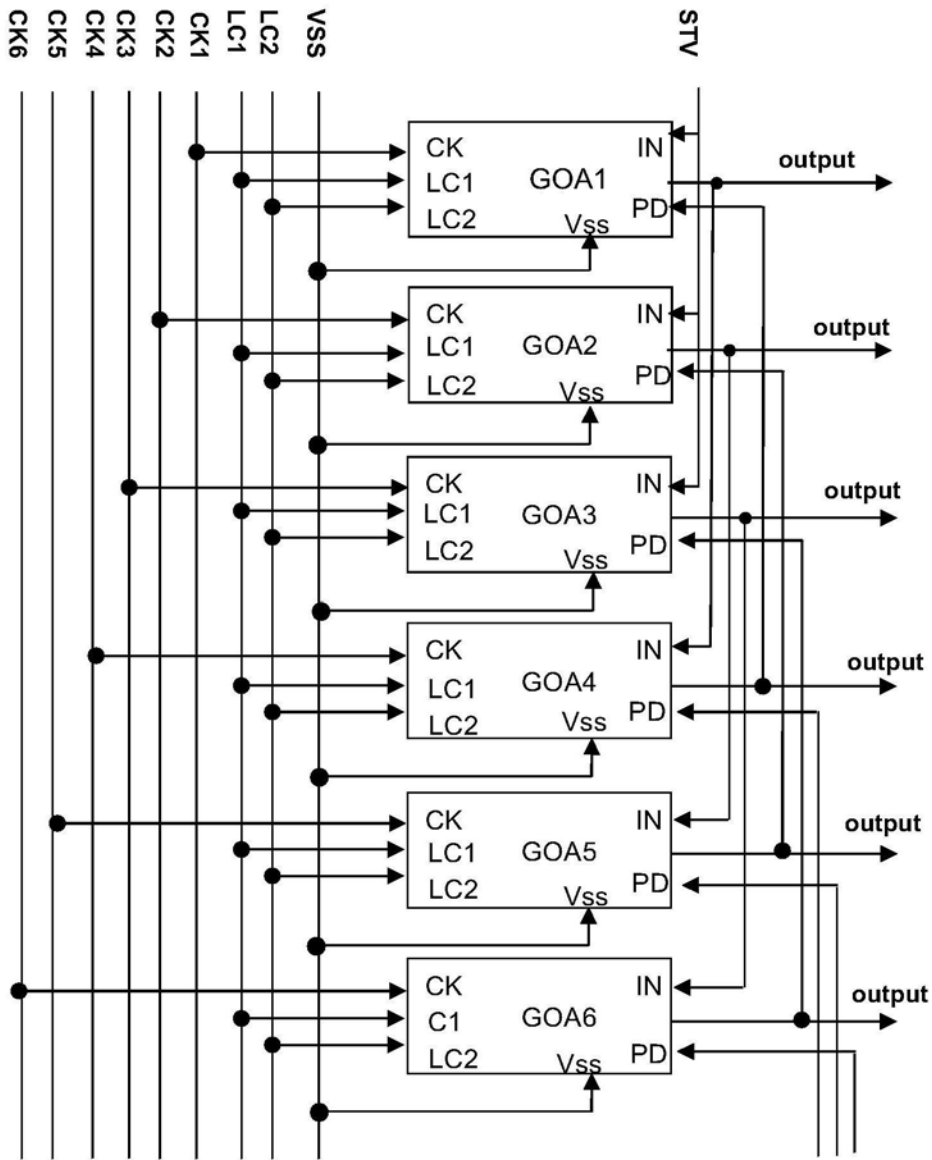 CK6
CK5
CK4
CK3
CK2
CK1
LC1
LC2
VSS
STV
CK
LC1
LC2
GOA1
Vss
IN
PD
output
CK
LC1
LC2
GOA2
Vss
IN
PD
output
CK
LC1
LC2
GOA3
Vss
IN
PD
output
CK
LC1
LC2
GOA4
Vss
IN
PD
output
CK
LC1
LC2
GOA5
Vss
IN
PD
output
CK
C1
LC2
GOA6
Vss
IN
PD
output